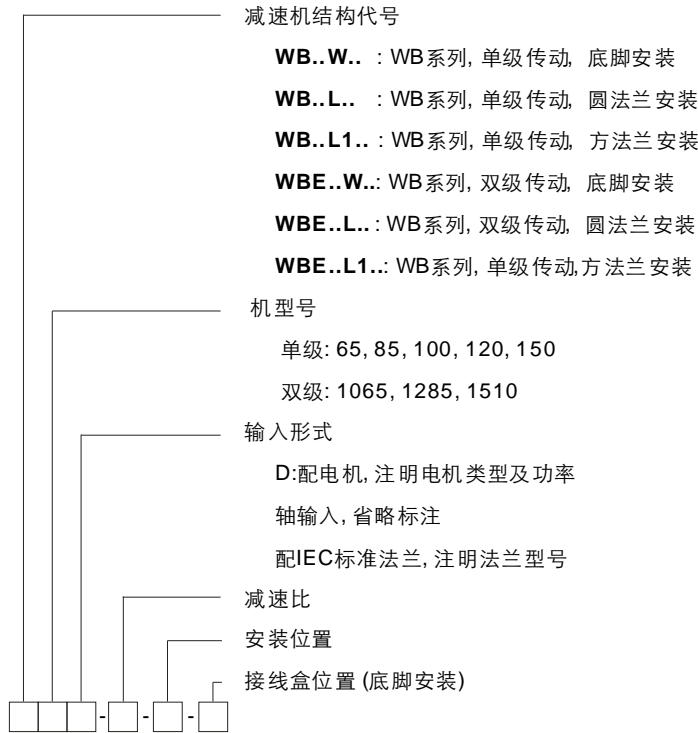 减速机结构代号
WB..W.. : WB系列, 单级传动, 底脚安装
WB..L.. : WB系列, 单级传动, 圆法兰安装
WB..L1.. : WB系列, 单级传动, 方法兰安装
WBE..W..: WB系列, 双级传动, 底脚安装
WBE..L.. : WB系列, 双级传动, 圆法兰安装
WBE..L1..: WB系列, 单级传动,方法兰安装
机型号
单级: 65, 85, 100, 120, 150
双级: 1065, 1285, 1510
输入形式
D:配电机, 注明电机类型及功率
轴输入, 省略标注
配IEC标准法兰, 注明法兰型号
减速比
安装位置
接线盒位置 (底脚安装)
- - -